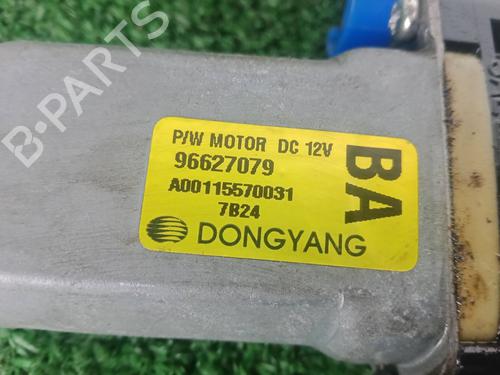 P/W MOTOR DC 12V
96627079
A00115570031
7B24
DONGYANG
BA
B-PARTS